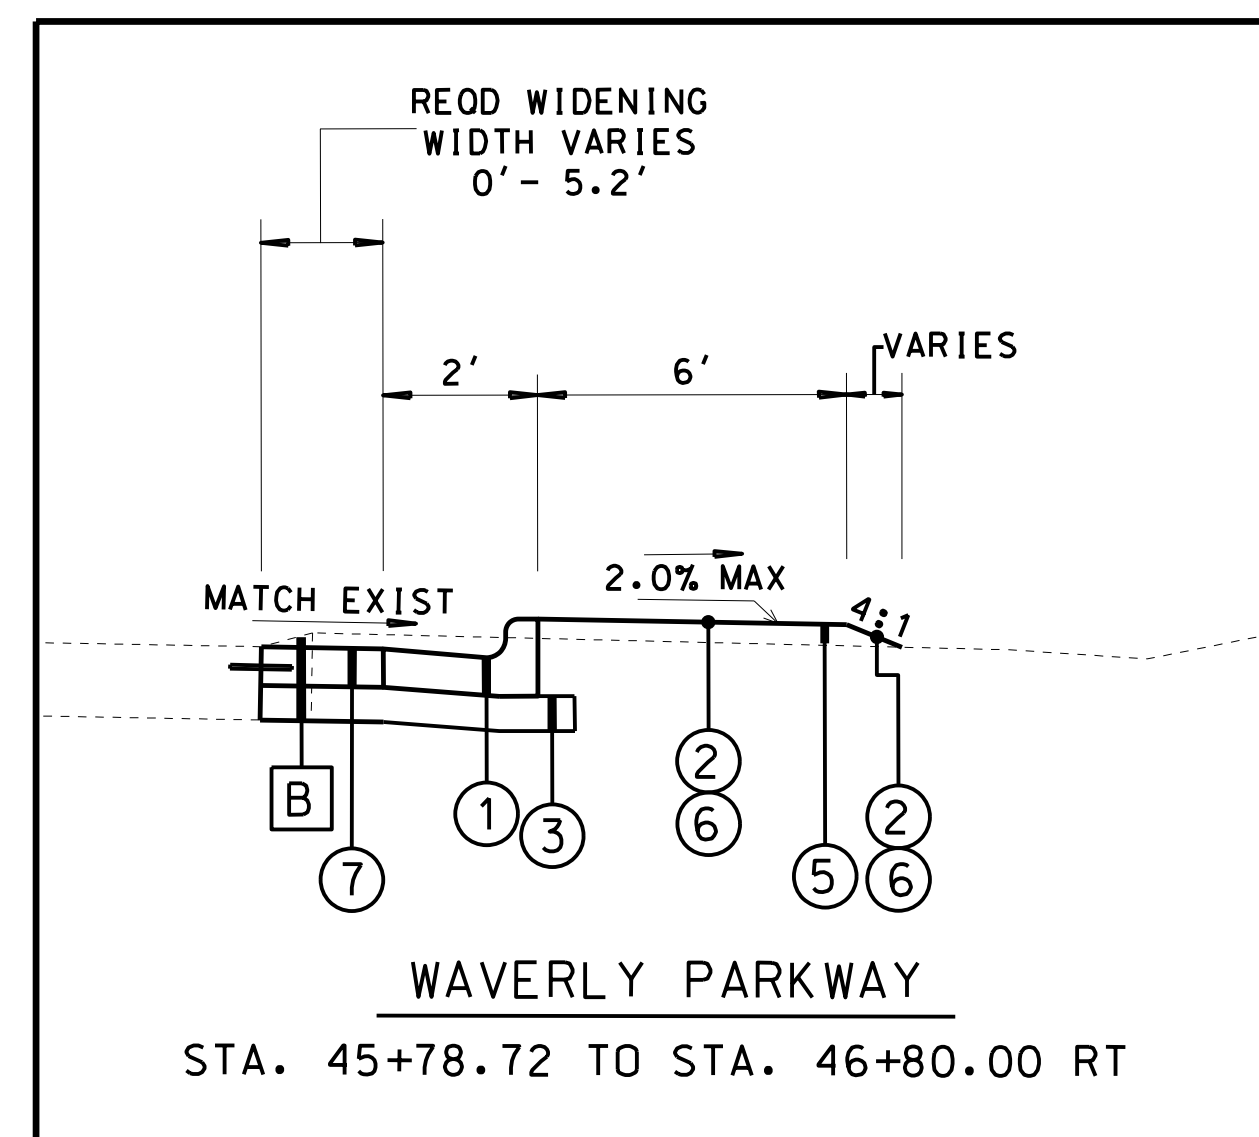 REQD WIDENING
WIDTH VARIES
0'- 5.2'
VARIES
2'
6'
2.0% MAX
MATCH EXIST
4:1
B
7
1
3
2
6
5
2
6
WAVERLY PARKWAY
STA. 45+78.72 TO STA. 46+80.00 RT